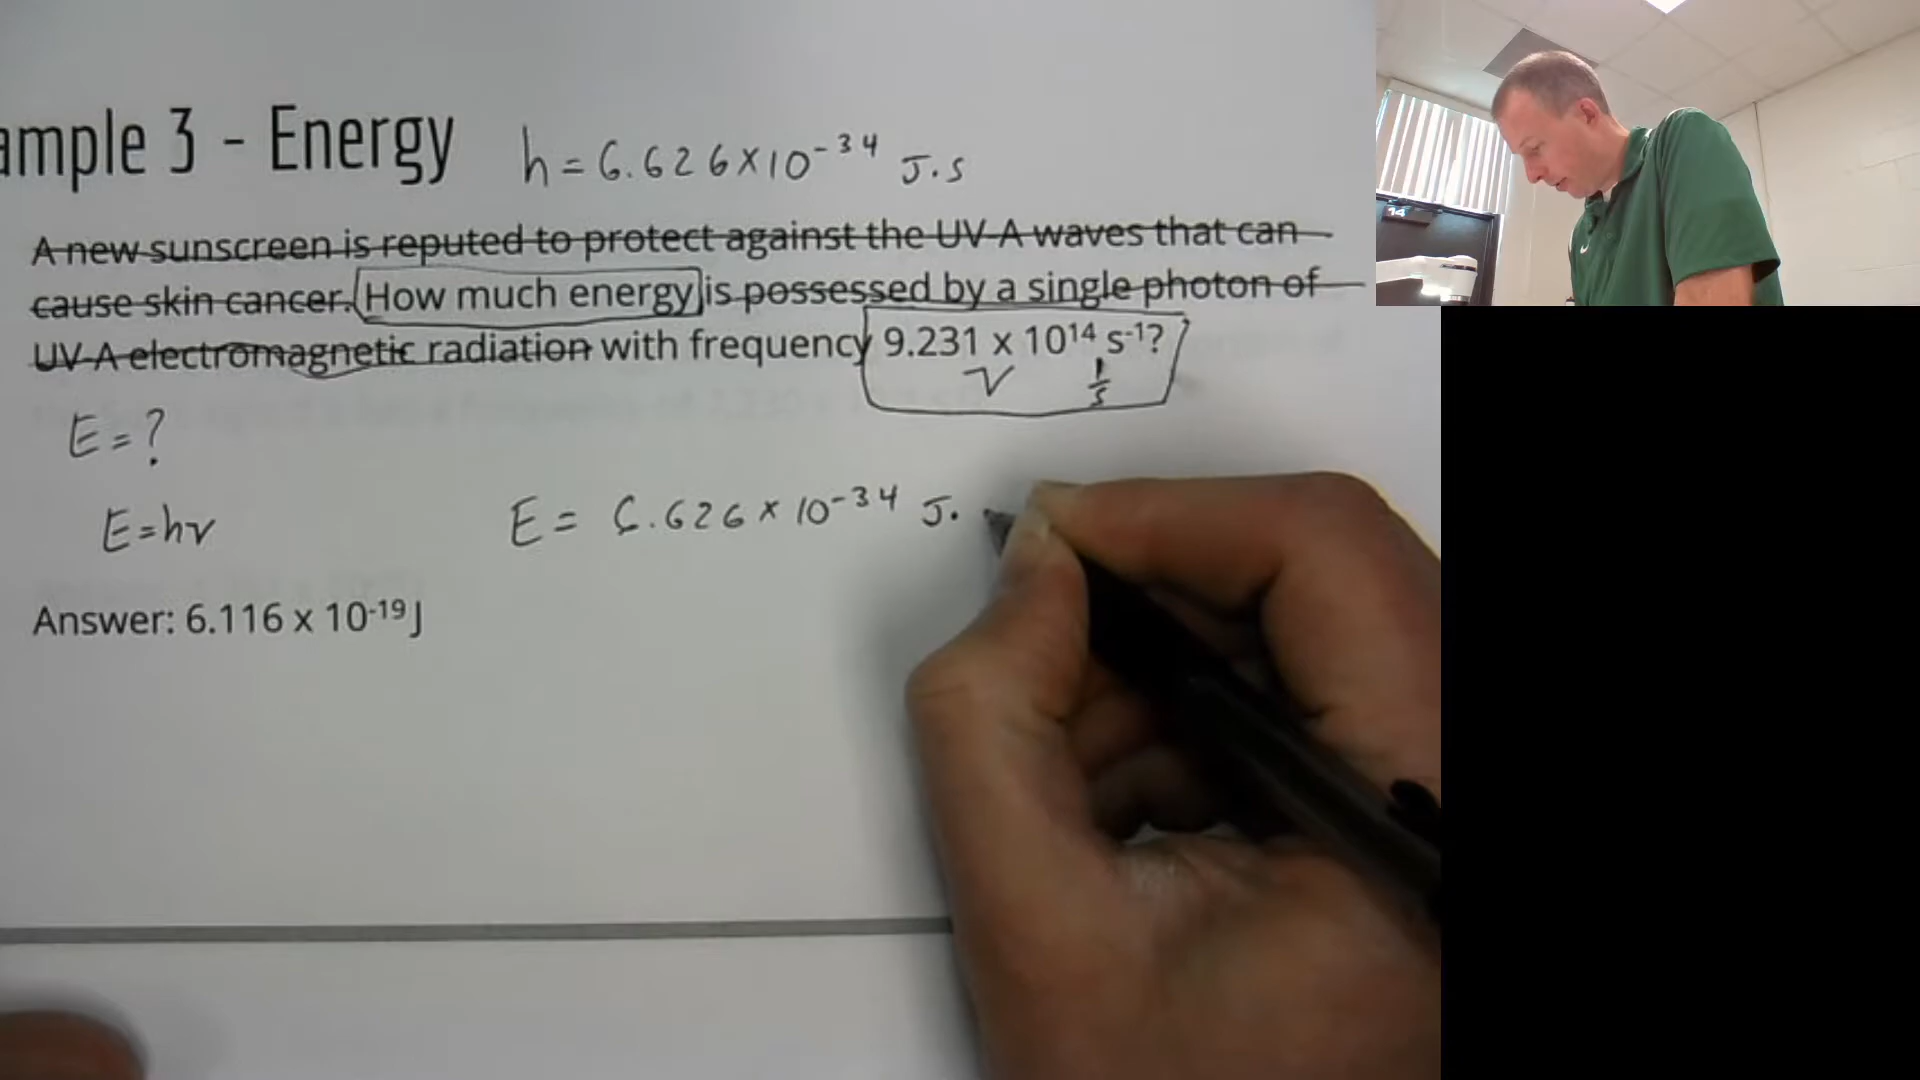 ample 3 - Energy h = 6.626 x 10⁻³⁴ J·s
A new sunscreen is reputed to protect against the UV-A waves that can
cause skin cancer. How much energy is possessed by a single photon of
UV-A electromagnetic radiation with frequency 9.231 x 10¹⁴ s⁻¹?
ν 1/s
E = ?
E = hν E = 6.626 x 10⁻³⁴ J·
Answer: 6.116 x 10⁻¹⁹ J
14